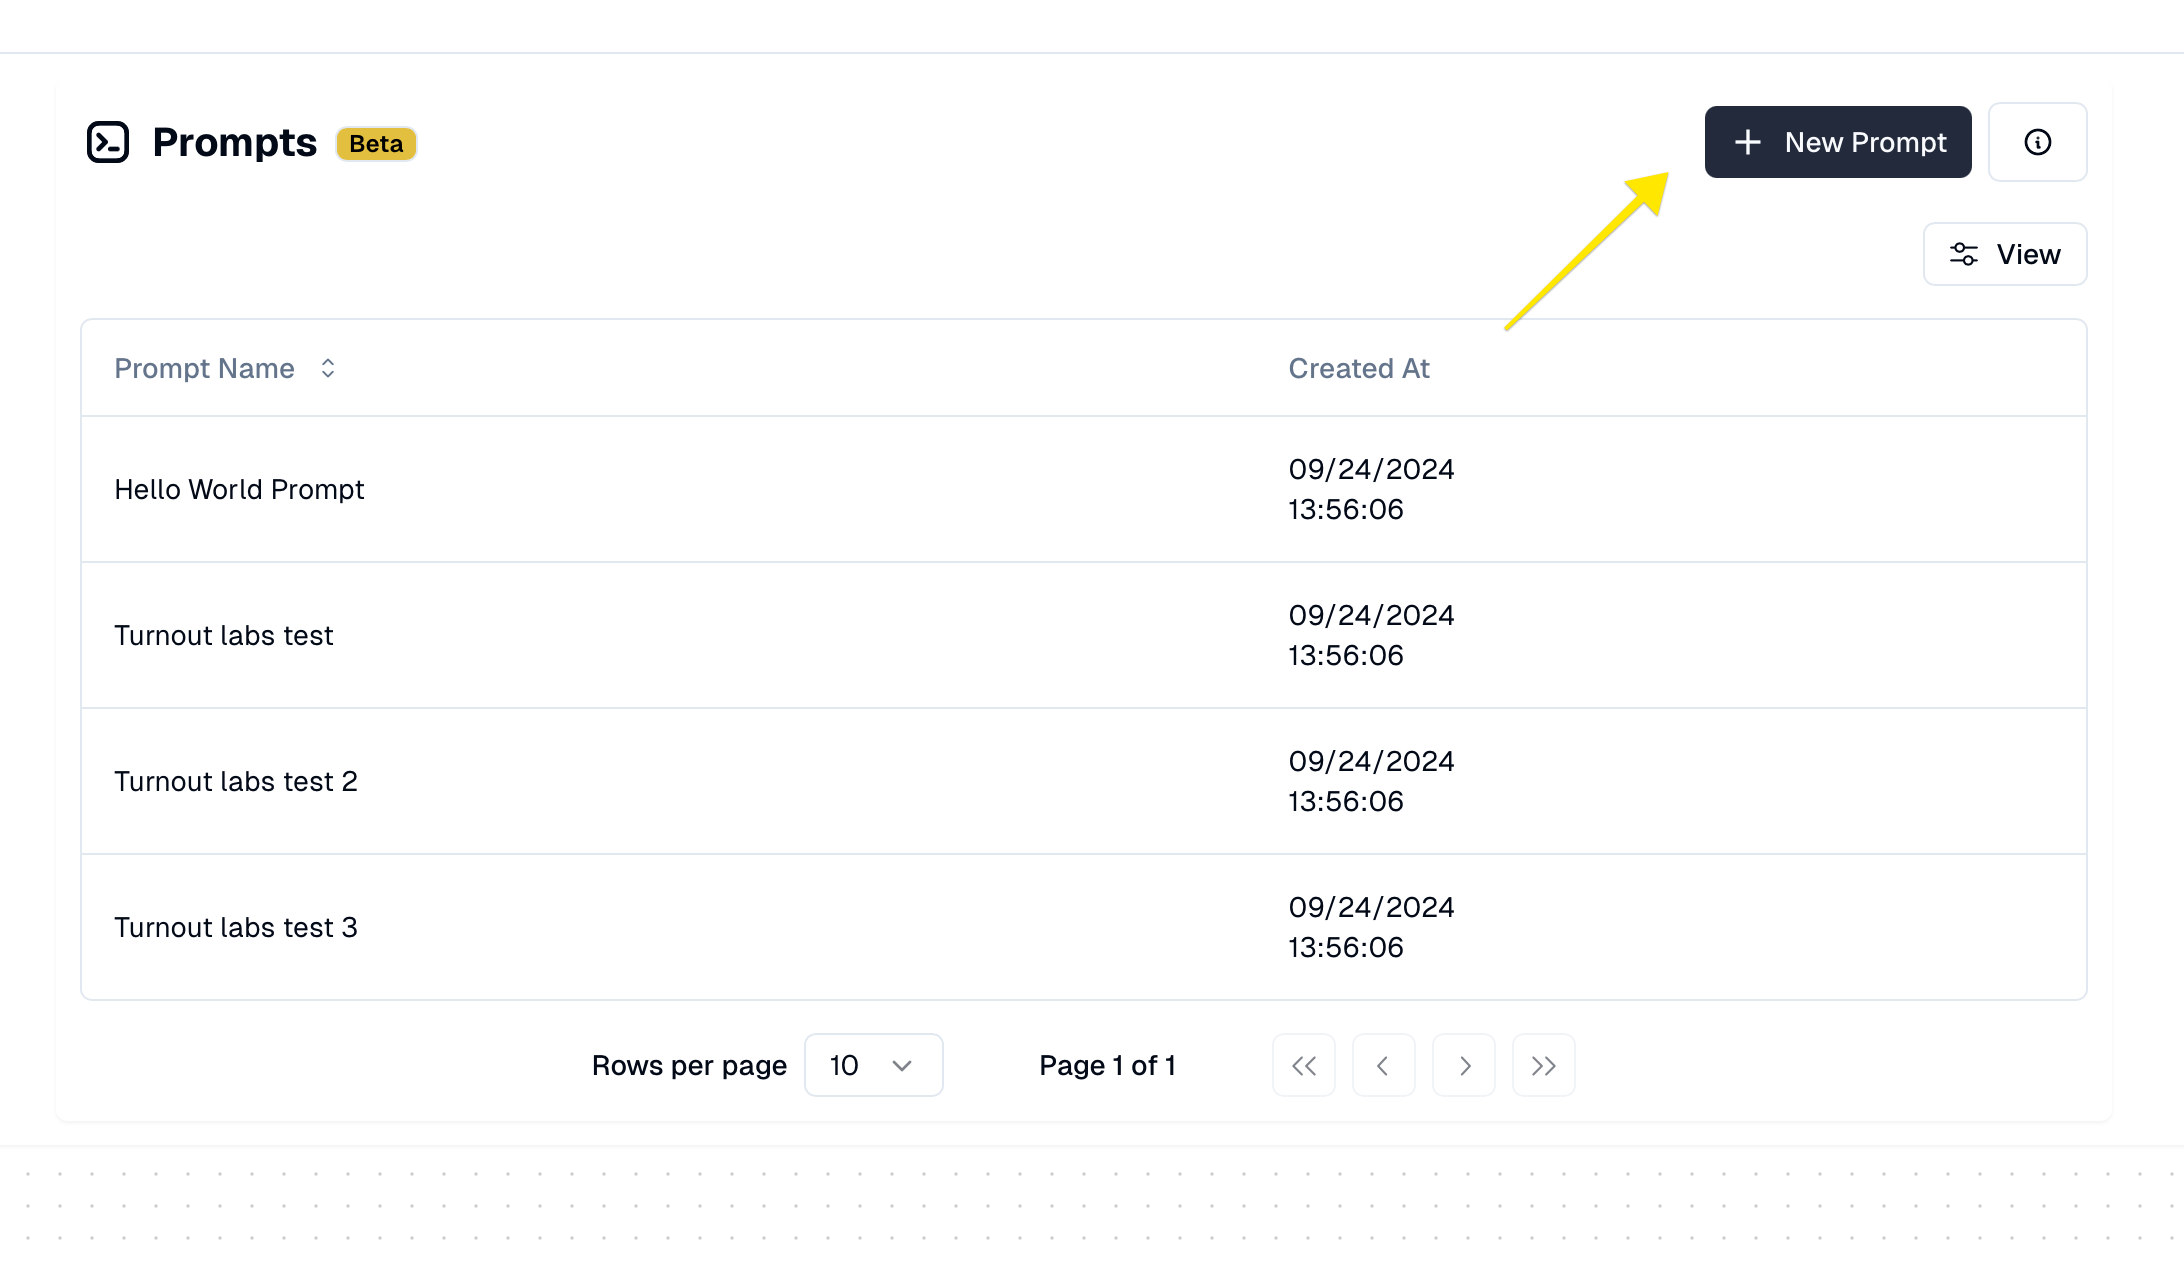 Prompts Beta
New Prompt
View
Prompt Name Created At
Hello World Prompt
09/24/2024
13:56:06
Turnout labs test
09/24/2024
13:56:06
Turnout labs test 2
09/24/2024
13:56:06
Turnout labs test 3
09/24/2024
13:56:06
Rows per page 10 Page 1 of 1